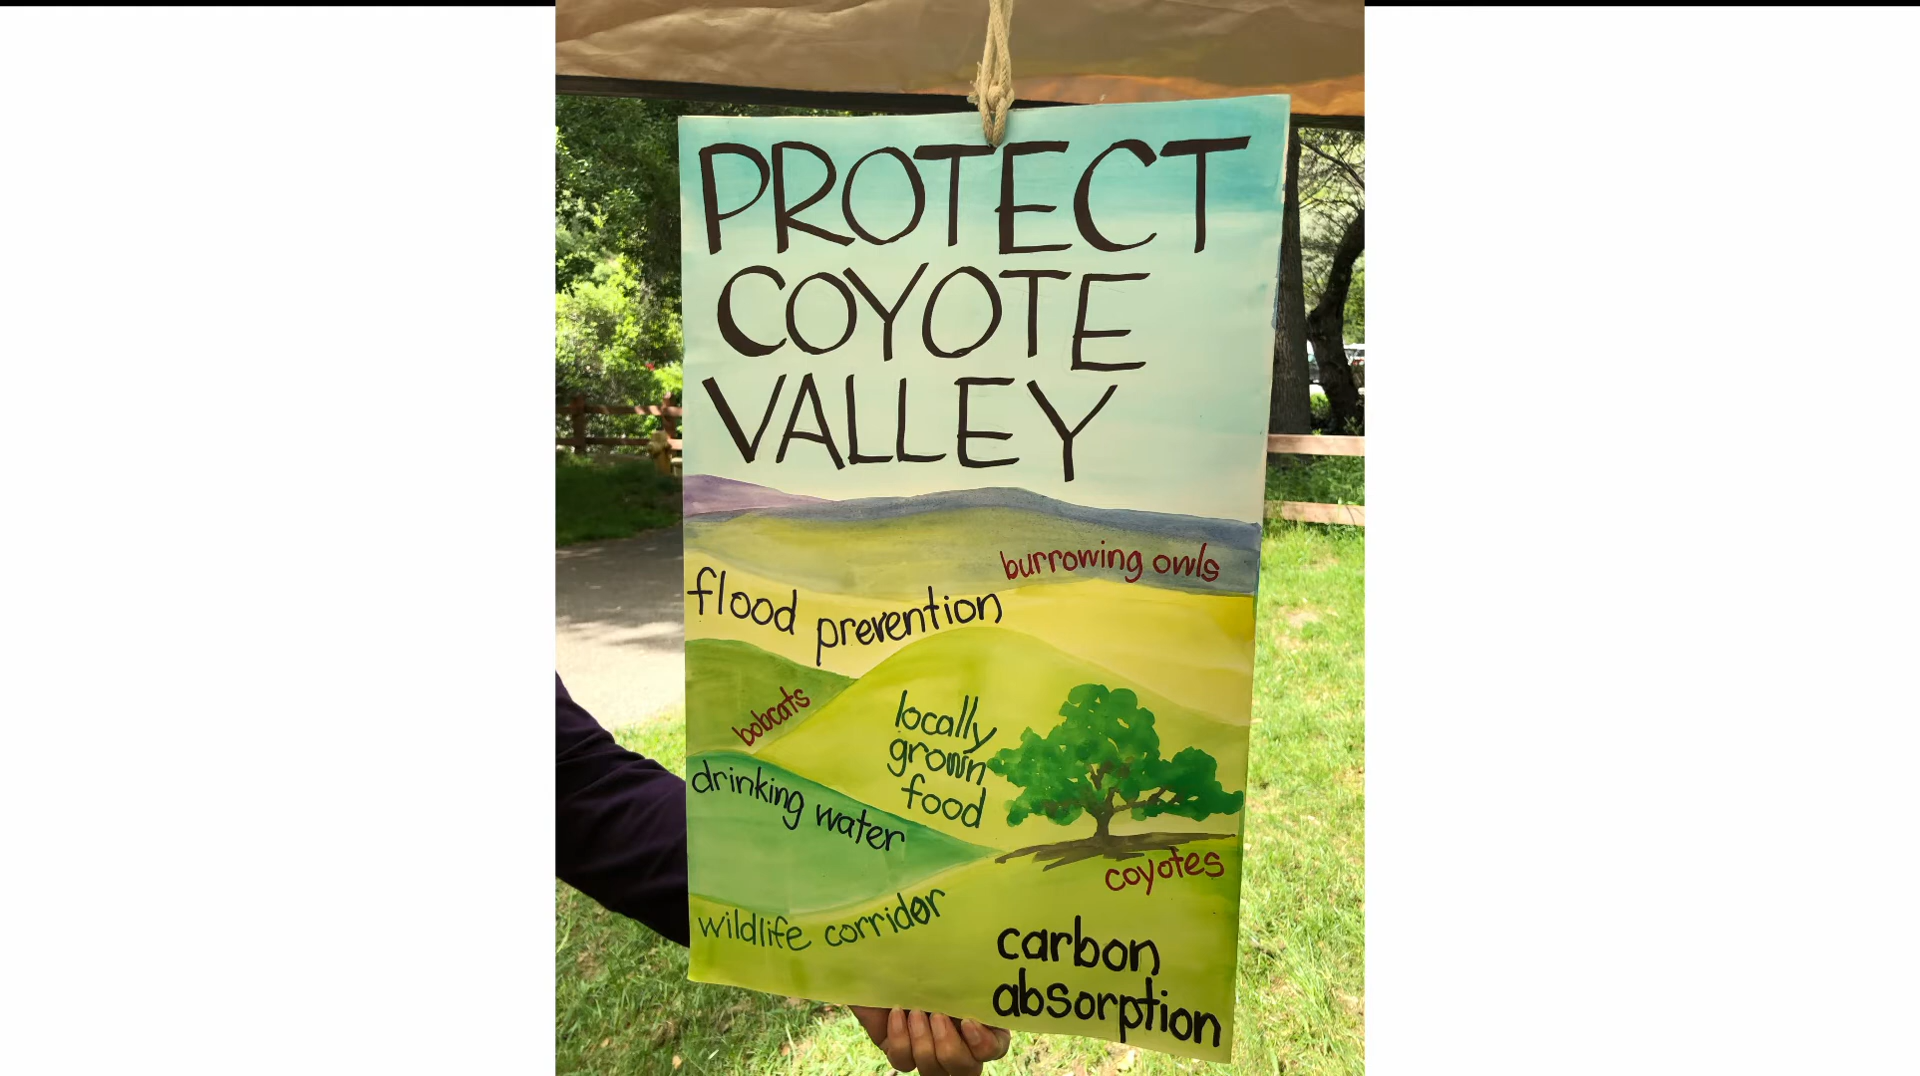 PROTECT
COYOTE
VALLEY
burrowing owls
flood prevention
bobcats
locally
grown
food
drinking water
coyotes
wildlife corridor
carbon
absorption